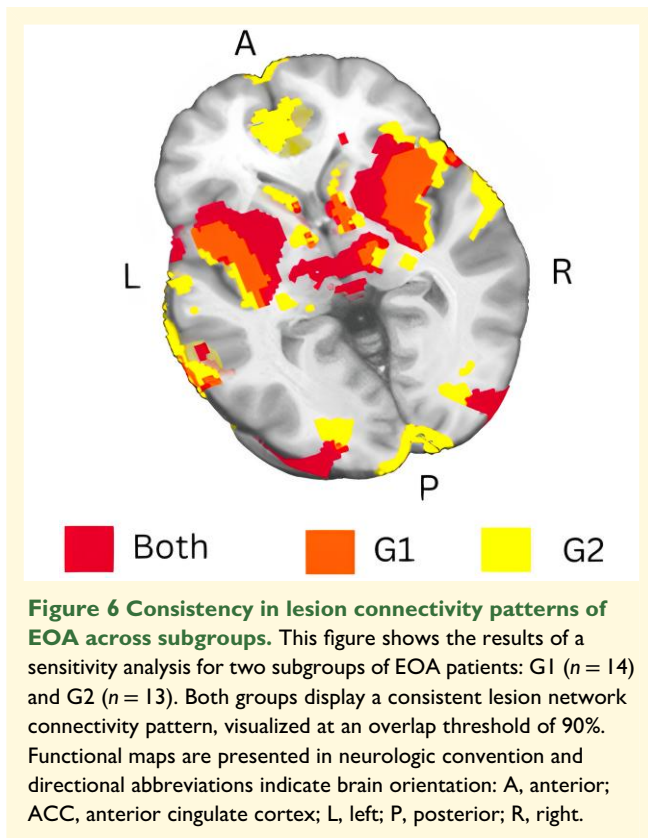 A
L
R
P
Both
G1
G2
Figure 6 Consistency in lesion connectivity patterns of
EOA across subgroups. This figure shows the results of a
sensitivity analysis for two subgroups of EOA patients: G1 (n = 14)
and G2 (n = 13). Both groups display a consistent lesion network
connectivity pattern, visualized at an overlap threshold of 90%.
Functional maps are presented in neurologic convention and
directional abbreviations indicate brain orientation: A, anterior;
ACC, anterior cingulate cortex; L, left; P, posterior; R, right.